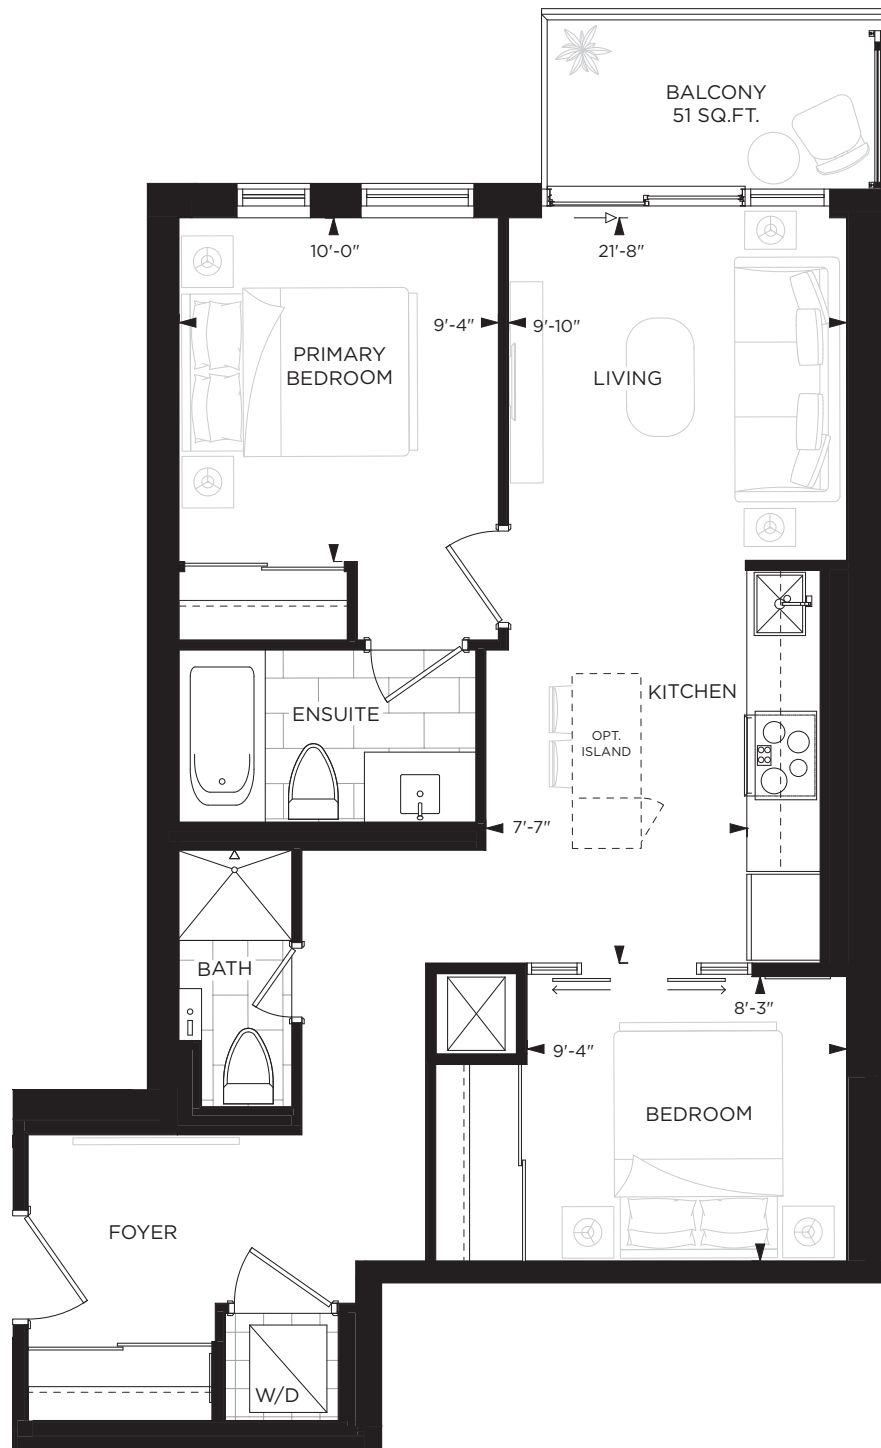 BALCONY
51 SQ.FT.
10'-0"
21'-8"
9'-4"
9'-10"
PRIMARY
BEDROOM
LIVING
KITCHEN
ENSUITE
OPT.
ISLAND
7'-7"
BATH
8'-3"
9'-4"
BEDROOM
FOYER
W/D